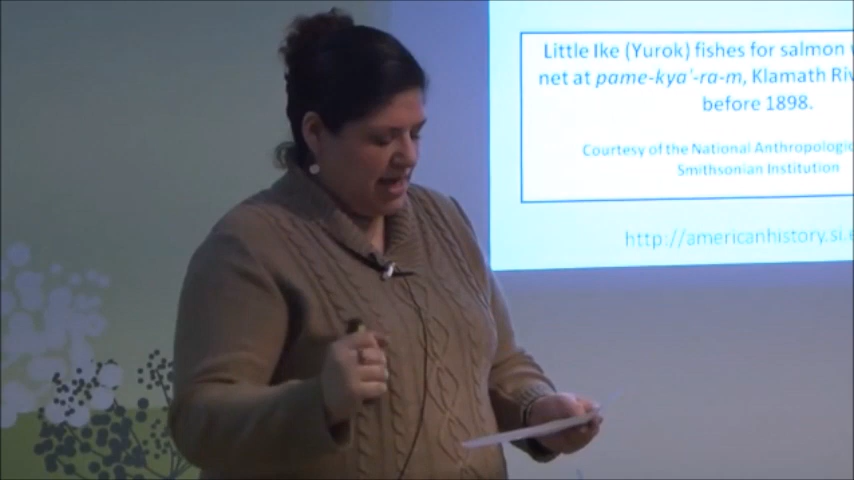 Little Ike (Yurok) fishes for salmon
net at pame-kya'-ra-m, Klamath
before 1898.
Courtesy of the National
Smithsonian Institution
http://americanhistory.si.